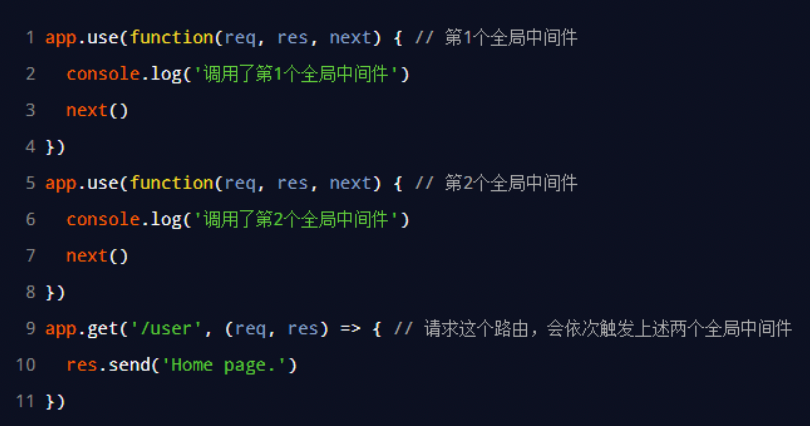 1 app.use(function(req, res, next) { // 第1个全局中间件
2   console.log('调用了第1个全局中间件')
3   next()
4 })
5 app.use(function(req, res, next) { // 第2个全局中间件
6   console.log('调用了第2个全局中间件')
7   next()
8 })
9 app.get('/user', (req, res) => { // 请求这个路由，会依次触发上述两个全局中间件
10   res.send('Home page.')
11 })